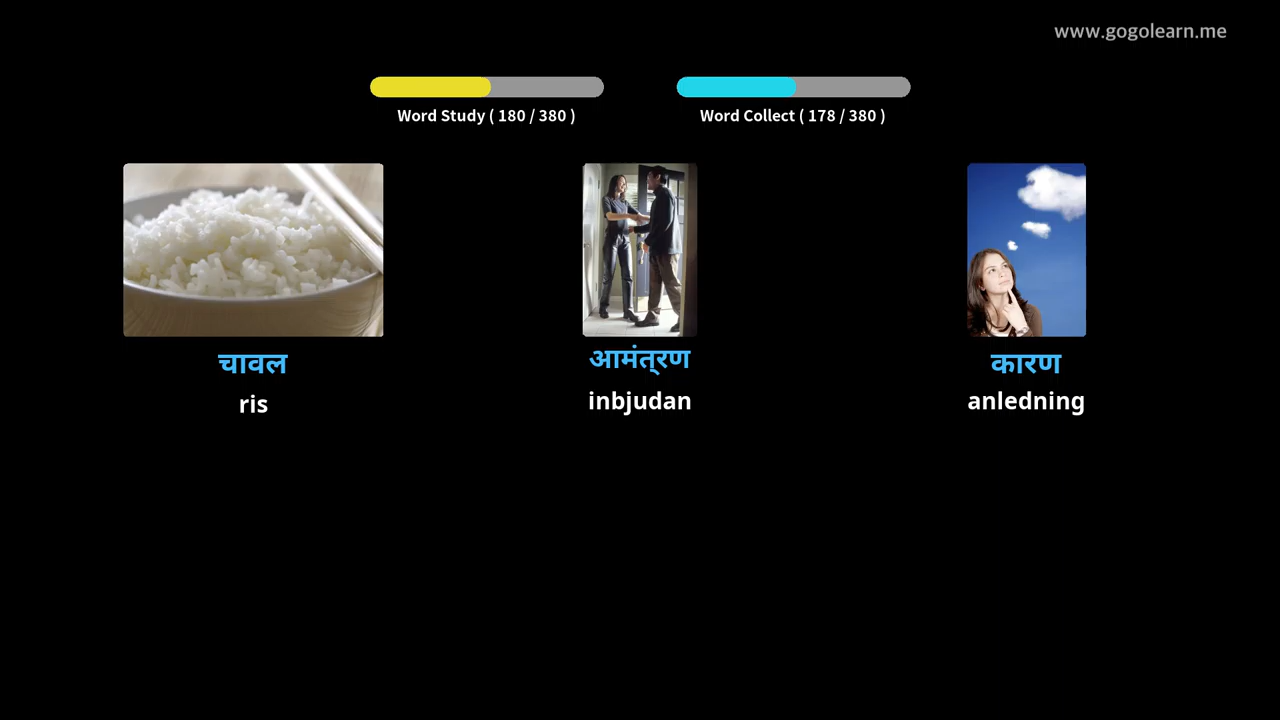 www.gogolearn.me
Word Study ( 180 / 380 )
Word Collect ( 178 / 380 )
चावल
आमंत्रण
कारण
ris
inbjudan
anledning